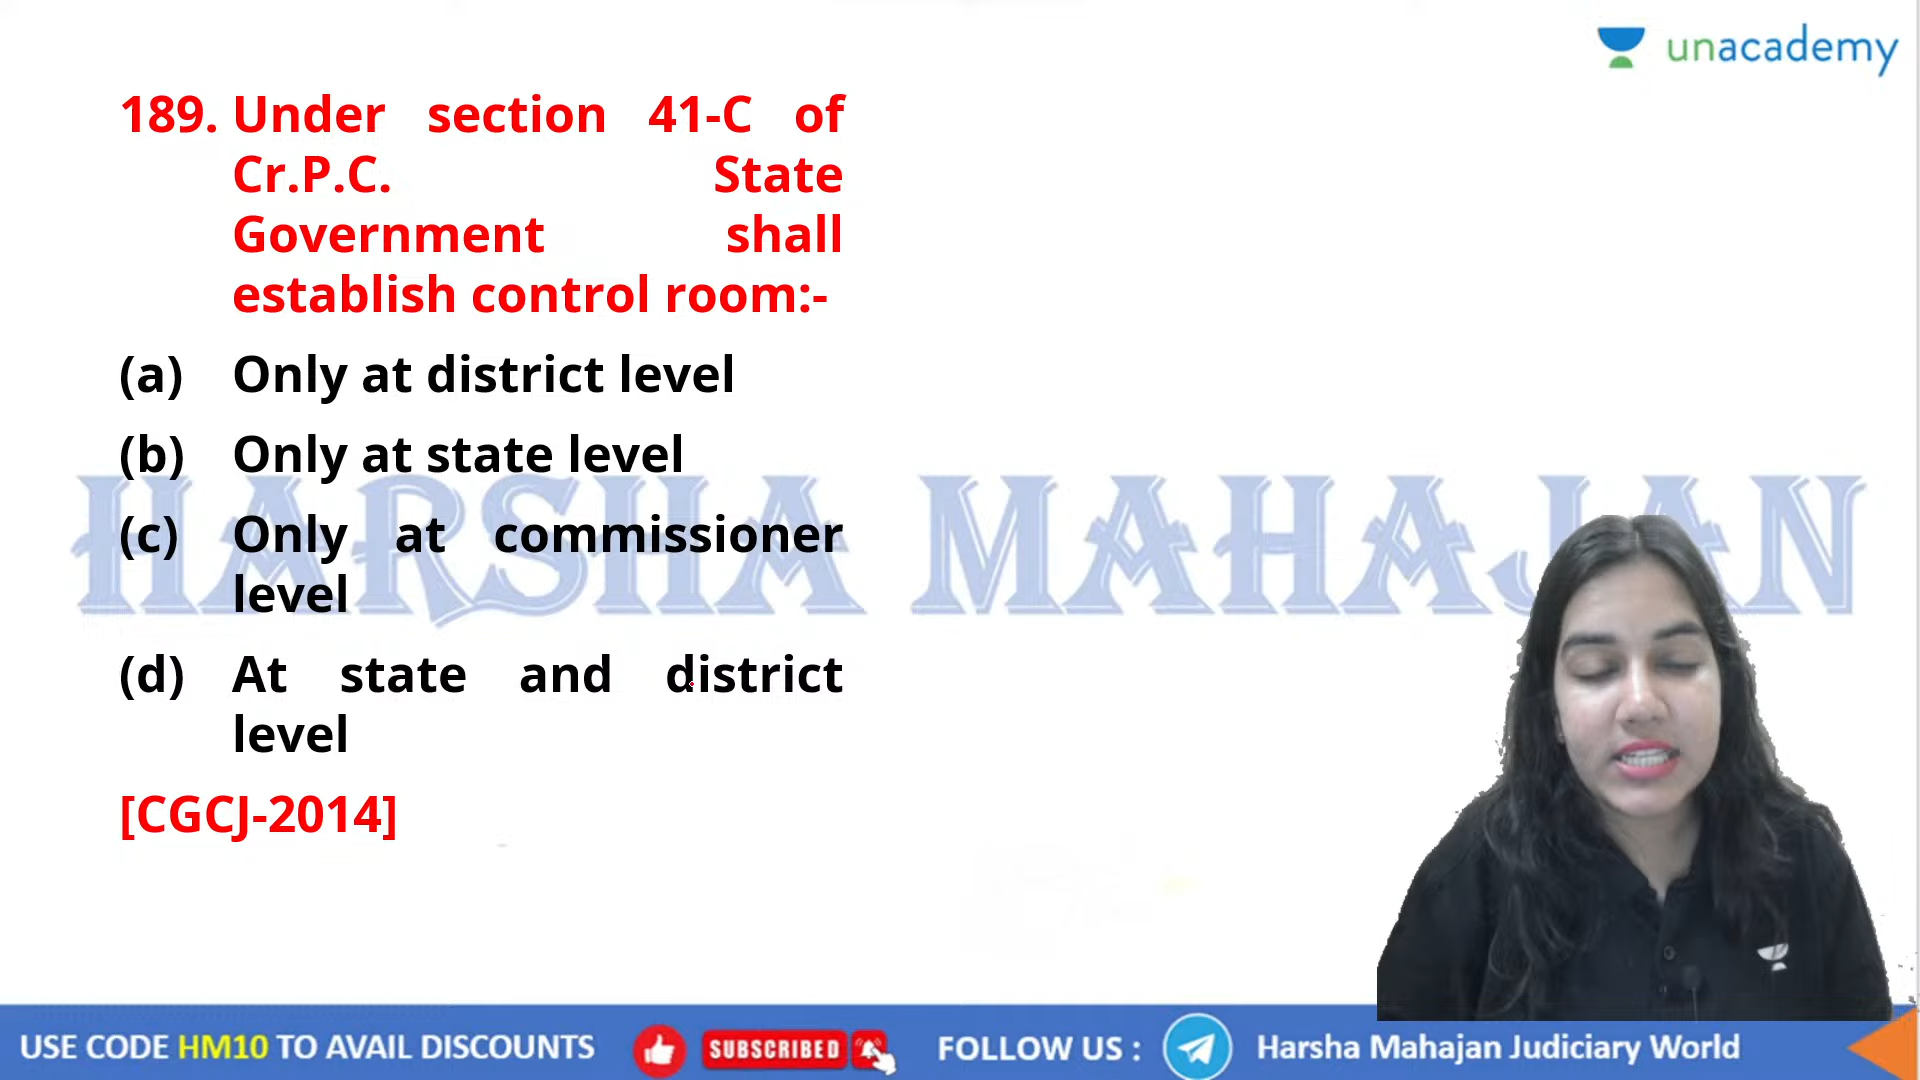 unacademy
189. Under section 41-C of
Cr.P.C. State
Government shall
establish control room:-
(a) Only at district level
(b) Only at state level
HARSHA MAHAJAN
(c) Only at commissioner
level
(d) At state and district
level
[CGCJ-2014]
USE CODE HM10 TO AVAIL DISCOUNTS SUBSCRIBED FOLLOW US : Harsha Mahajan Judiciary World